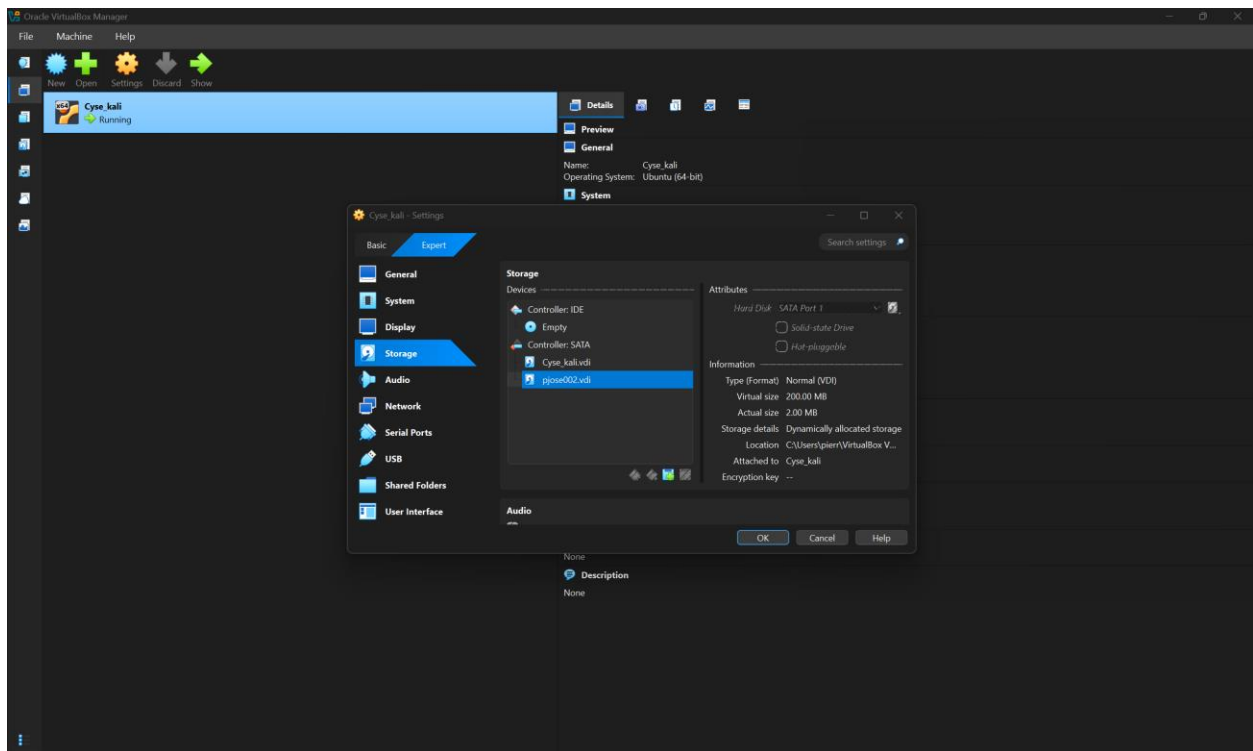 Oracle VirtualBox Manager
File Machine Help
New Open Settings Discard Show
x64 Cyse_kali
Running
Details
Preview
General
Name: Cyse_kali
Operating System: Ubuntu (64-bit)
System
Cyse_kali - Settings
Basic Expert Search settings
General
System
Display
Storage
Audio
Network
Serial Ports
USB
Shared Folders
User Interface
Storage
Devices
Controller: IDE
Empty
Controller: SATA
Cyse_kali.vdi
pjose002.vdi
Attributes
Hard Disk SATA Port 1
Solid-state Drive
Hot-pluggable
Information
Type (Format) Normal (VDI)
Virtual size 200.00 MB
Actual size 2.00 MB
Storage details Dynamically allocated storage
Location C:\Users\pierr\VirtualBox V...
Attached to Cyse_kali
Encryption key --
Audio
OK Cancel Help
None
Description
None